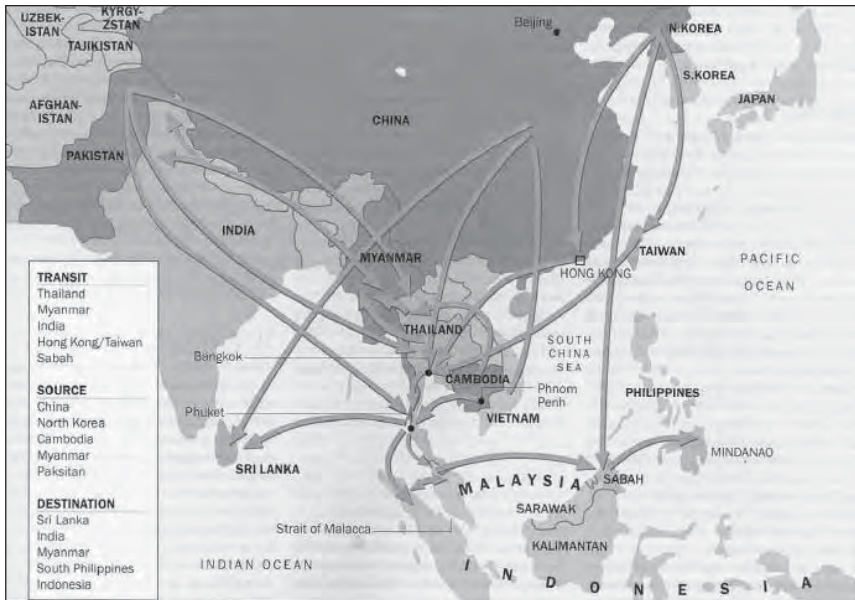 UZBEK-
ISTAN
KYRGY-
ZSTAN
TAJIKISTAN
AFGHAN-
ISTAN
PAKISTAN
Beijing
N.KOREA
S.KOREA
JAPAN
CHINA
INDIA
MYANMAR
TAIWAN
HONG KONG
PACIFIC
OCEAN
THAILAND
SOUTH
CHINA
SEA
Bangkok
CAMBODIA
Phnom
Penh
PHILIPPINES
Phuket
VIETNAM
SRI LANKA
MINDANAO
MALAYSIA
SABAH
SARAWAK
KALIMANTAN
Strait of Malacca
INDIAN OCEAN
INDONESIA
TRANSIT
Thailand
Myanmar
India
Hong Kong/Taiwan
Sabah
SOURCE
China
North Korea
Cambodia
Myanmar
Paksitan
DESTINATION
Sri Lanka
India
Myanmar
South Philippines
Indonesia